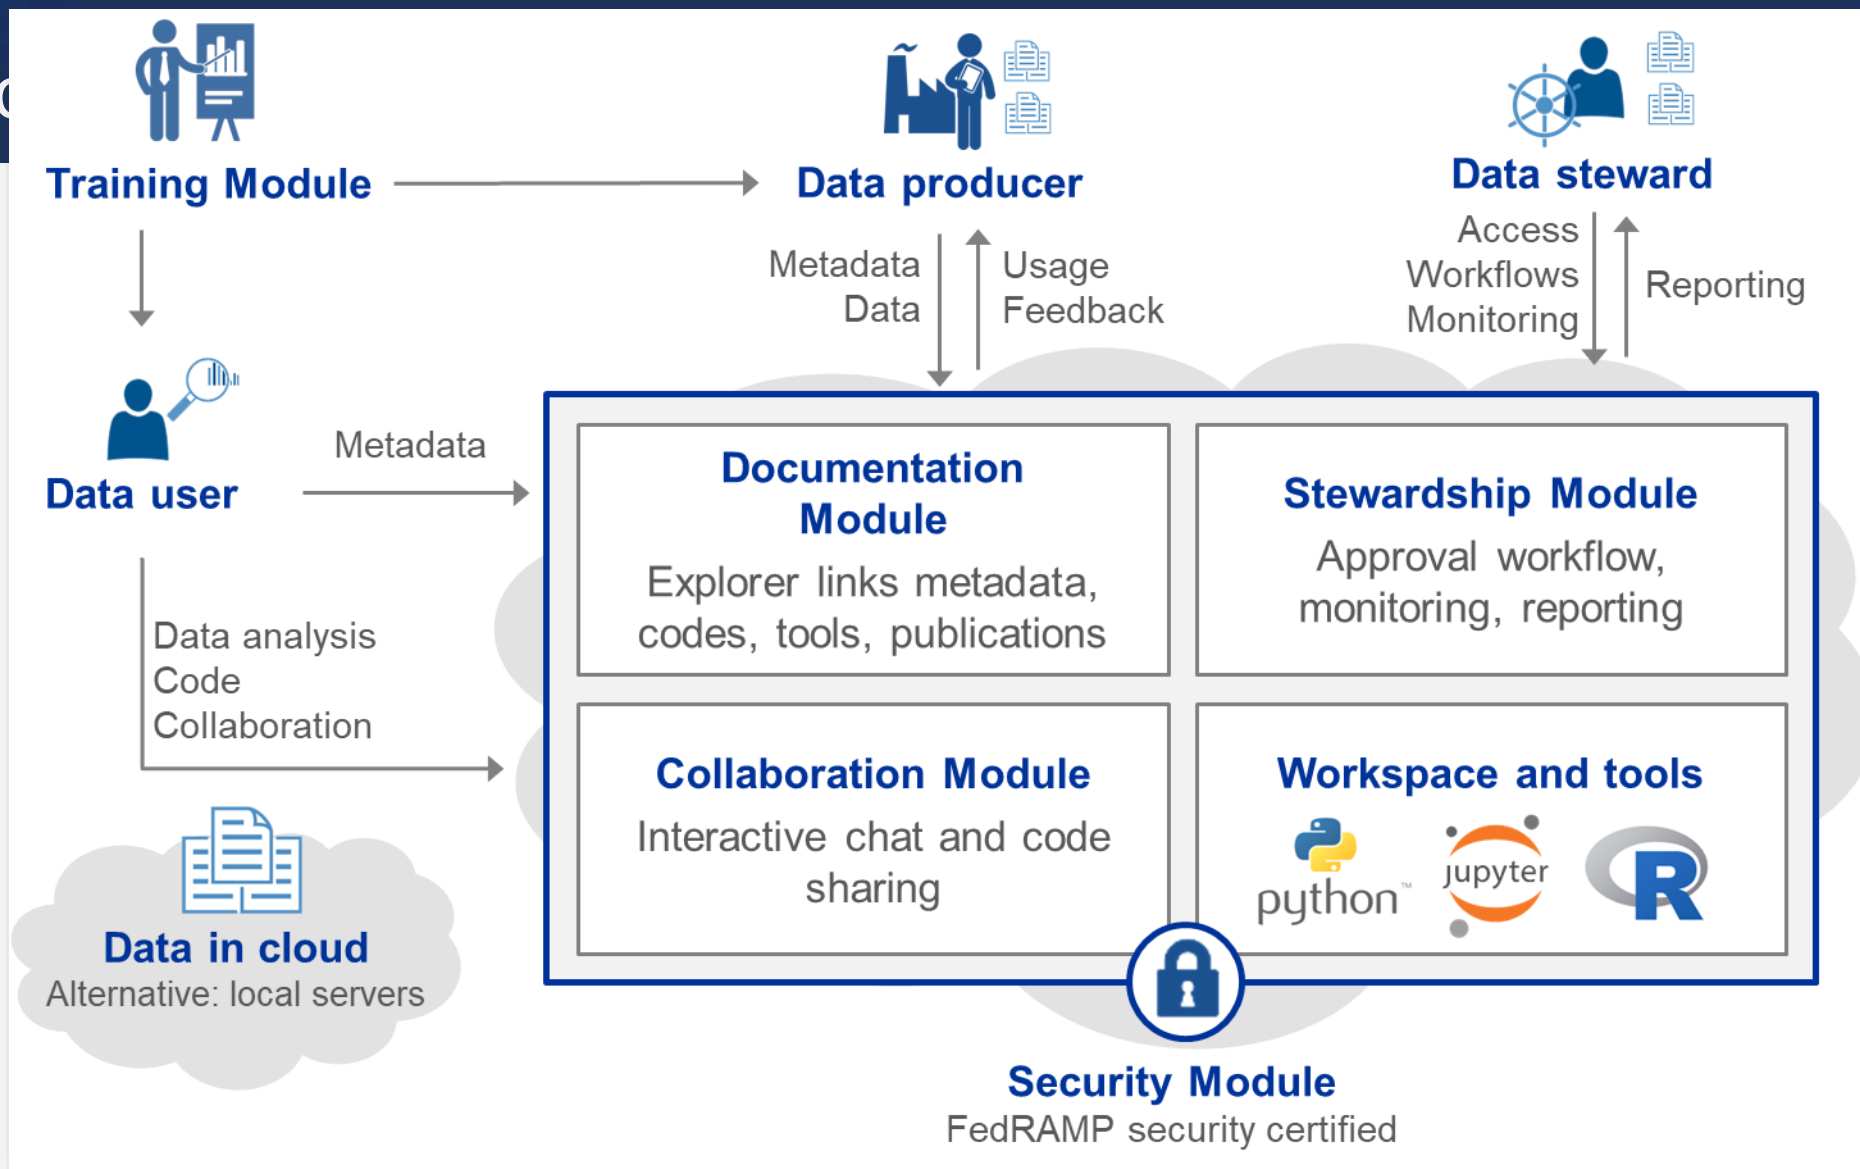 Training Module
Data producer
Data steward
Metadata
Data
Usage
Feedback
Access
Workflows
Monitoring
Reporting
Data user
Metadata
Data analysis
Code
Collaboration
Documentation
Module
Explorer links metadata,
codes, tools, publications
Stewardship Module
Approval workflow,
monitoring, reporting
Collaboration Module
Interactive chat and code
sharing
Workspace and tools
python™
jupyter
R
Data in cloud
Alternative: local servers
Security Module
FedRAMP security certified